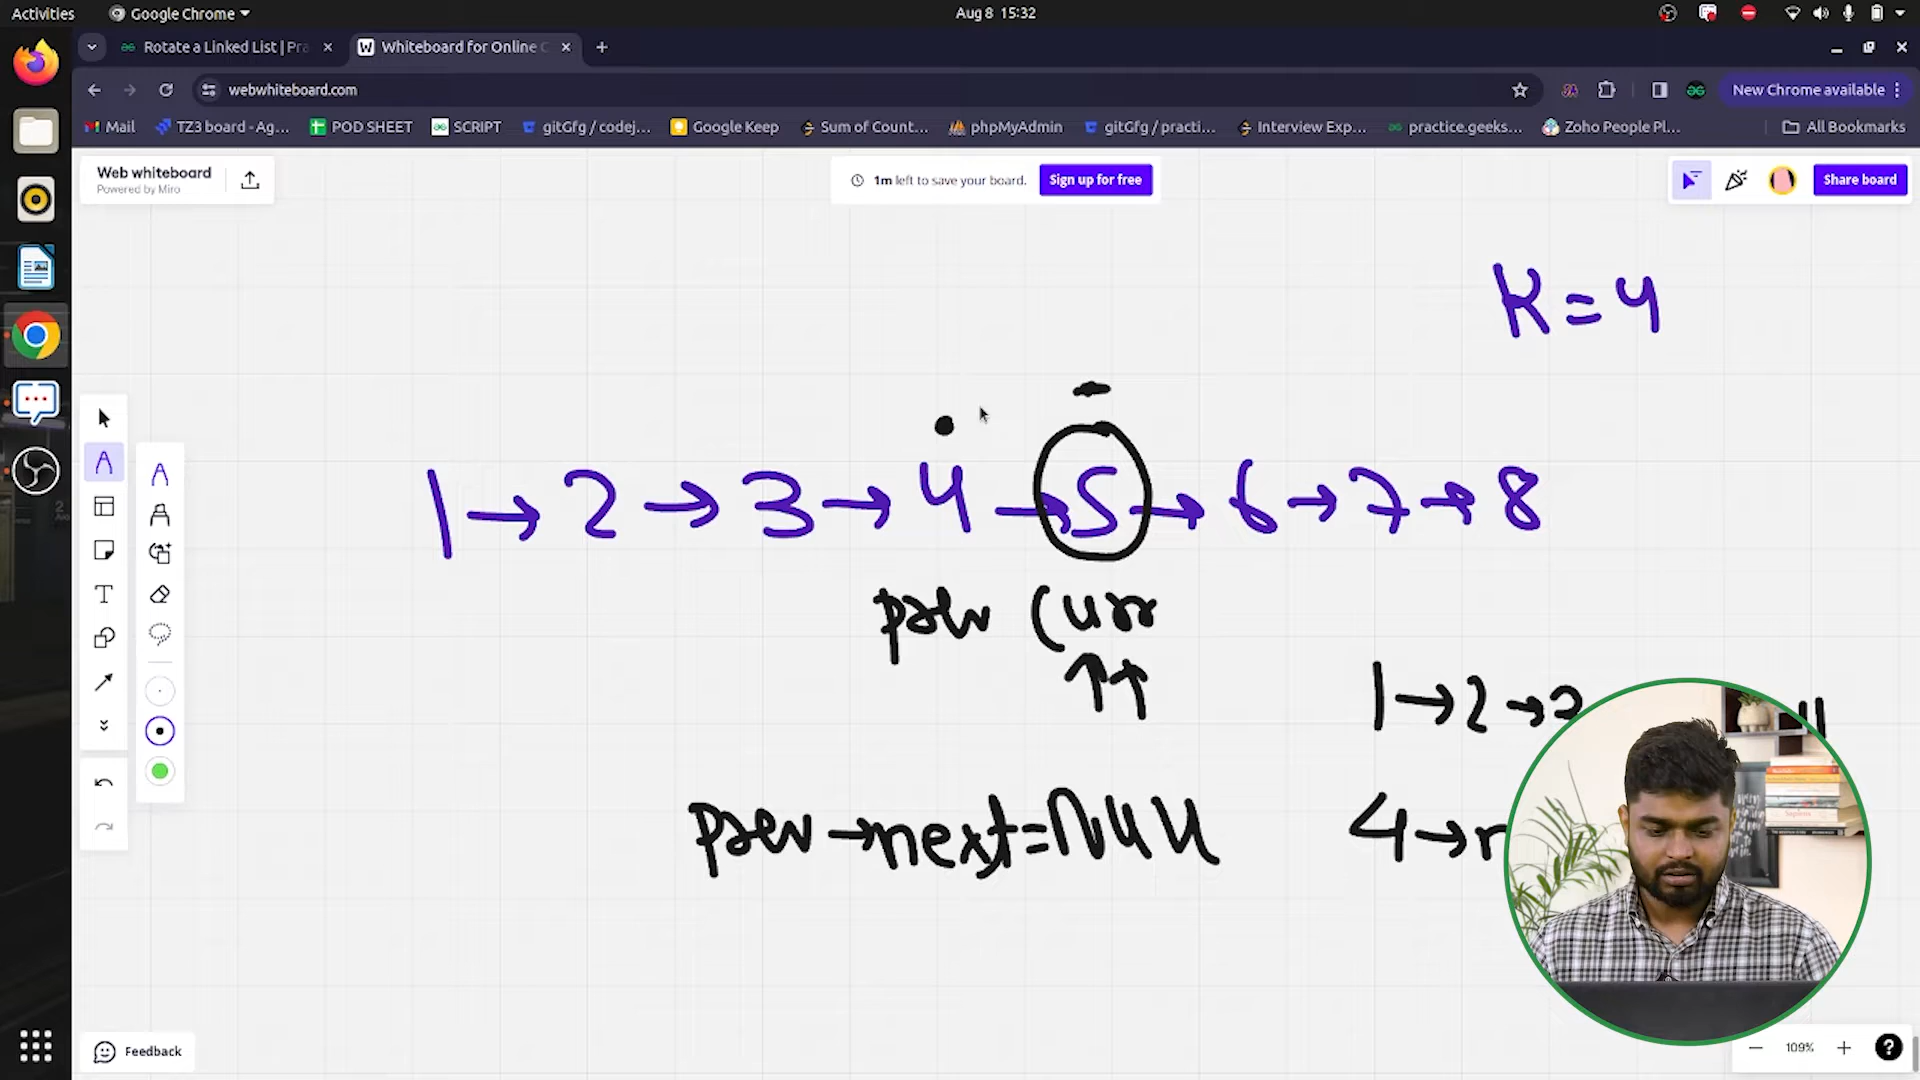 Activities
Google Chrome
Aug 8 15:32
Rotate a Linked List | Pra
Whiteboard for Online C
webwhiteboard.com
New Chrome available
Mail
TZ3 board - Ag...
POD SHEET
SCRIPT
gitGfg / codej...
Google Keep
Sum of Count...
phpMyAdmin
gitGfg / practi...
Interview Exp...
practice.geeks...
Zoho People Pl...
All Bookmarks
Web whiteboard
Powered by Miro
1m left to save your board.
Sign up for free
Share board
K=4
1→2→3→4→5→6→7→8
prev Curr
1→2→3
prev→next=NULL
4→
Feedback
109%